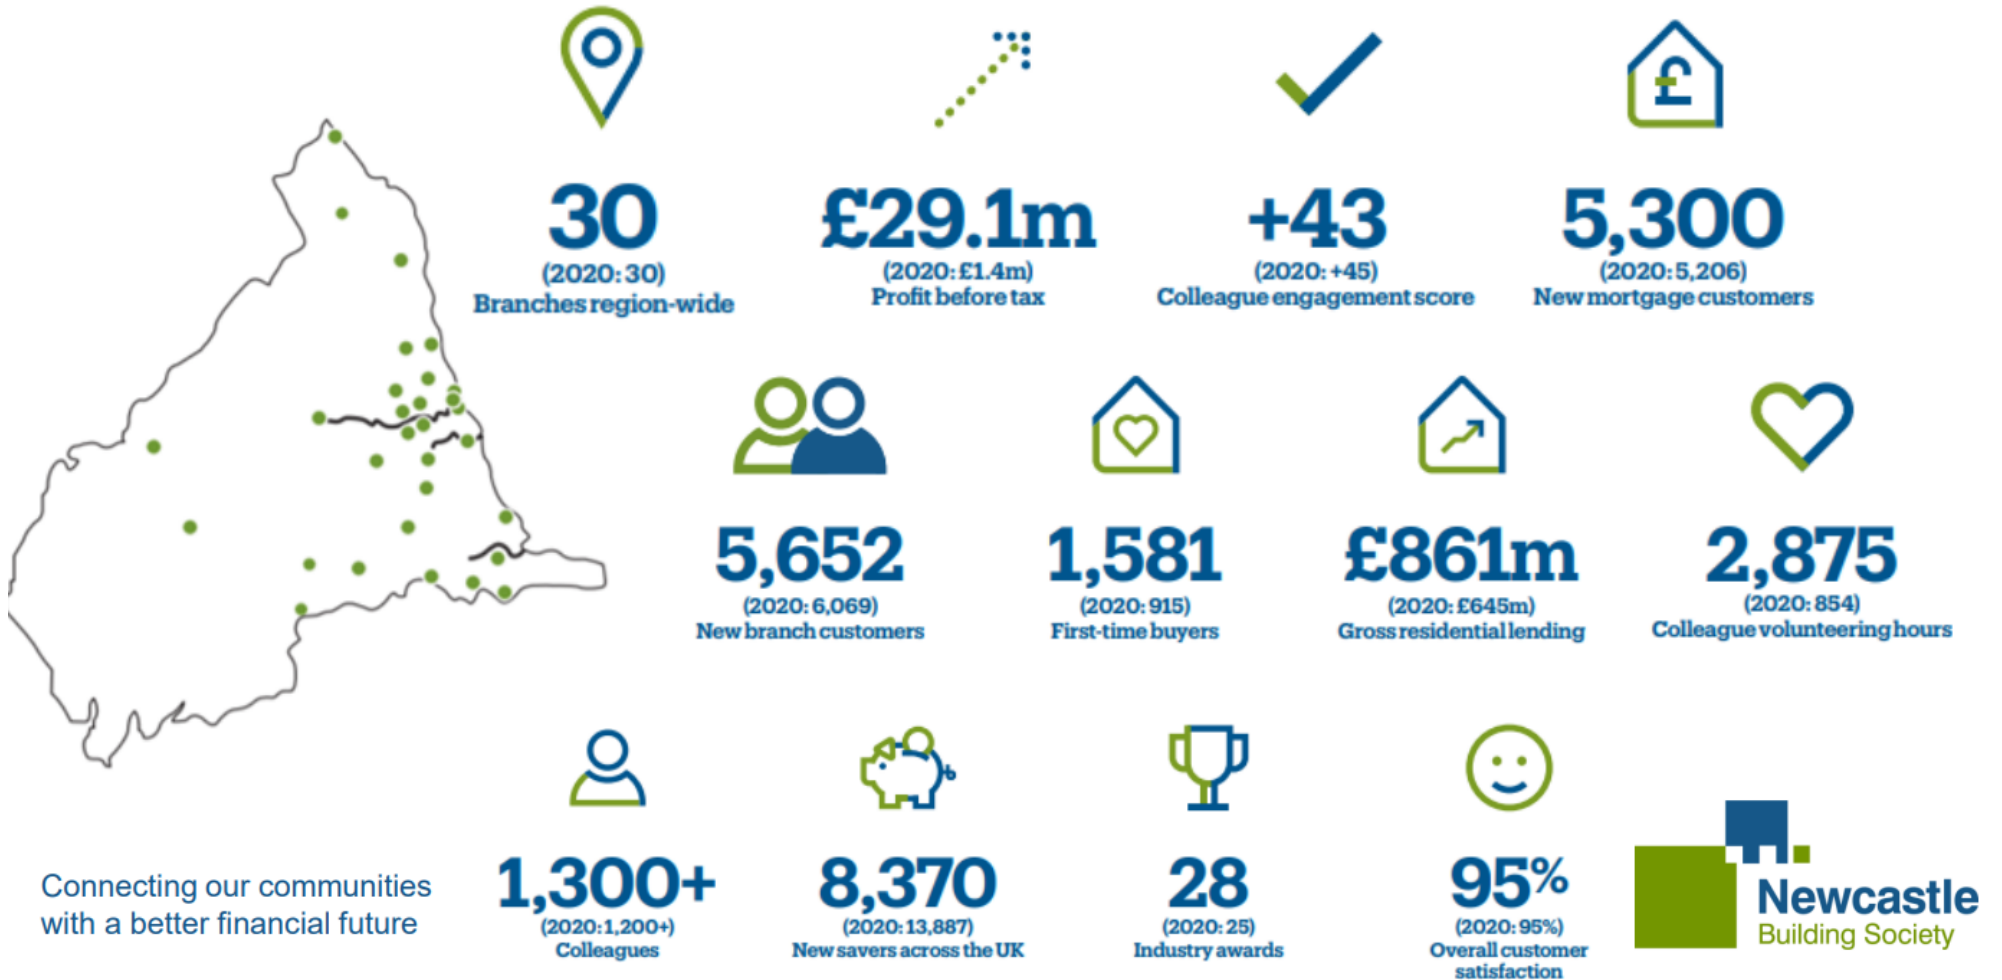 30
(2020: 30)
Branches region-wide
£29.1m
(2020: £1.4m)
Profit before tax
+43
(2020: +45)
Colleague engagement score
£
5,300
(2020: 5,206)
New mortgage customers
5,652
(2020: 6,069)
New branch customers
1,581
(2020: 915)
First-time buyers
£861m
(2020: £645m)
Gross residential lending
2,875
(2020: 854)
Colleague volunteering hours
Connecting our communities
with a better financial future
1,300+
(2020:1,200+)
Colleagues
8,370
(2020: 13,887)
New savers across the UK
28
(2020: 25)
Industry awards
95%
(2020: 95%)
Overall customer
satisfaction
Newcastle
Building Society